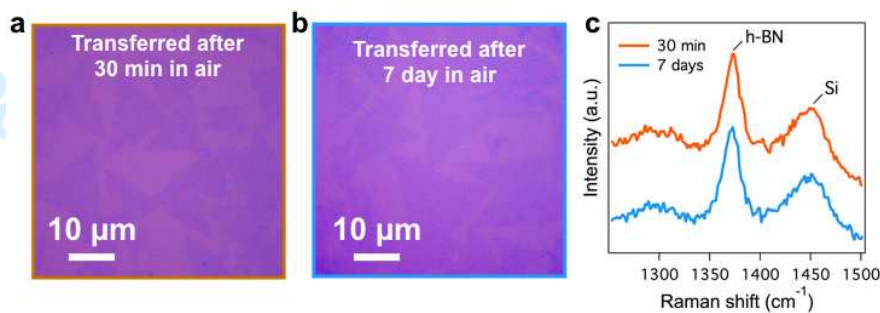 a
Transferred after
30 min in air
10 µm
b
Transferred after
7 day in air
10 µm
c
30 min
7 days
h-BN
Si
Intensity (a.u.)
1300 1350 1400 1450 1500
Raman shift (cm⁻¹)